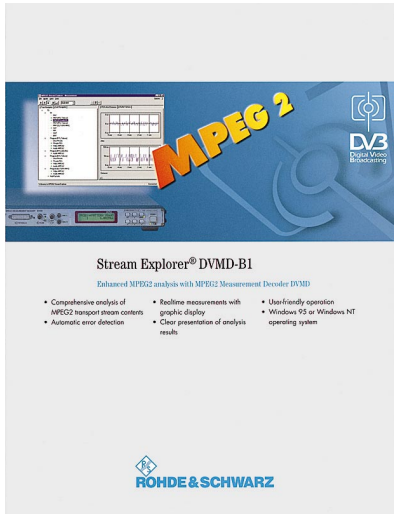 MPEG 2
DVB
Digital Video
Broadcasting
Stream Explorer® DVMD-B1
Enhanced MPEG2 analysis with MPEG2 Measurement Decoder DVMD
• Comprehensive analysis of
MPEG2 transport stream contents
• Automatic error detection
• Realtime measurements with
graphic display
• Clear presentation of analysis
results
• User-friendly operation
• Windows 95 or Windows NT
operating system
ROHDE & SCHWARZ